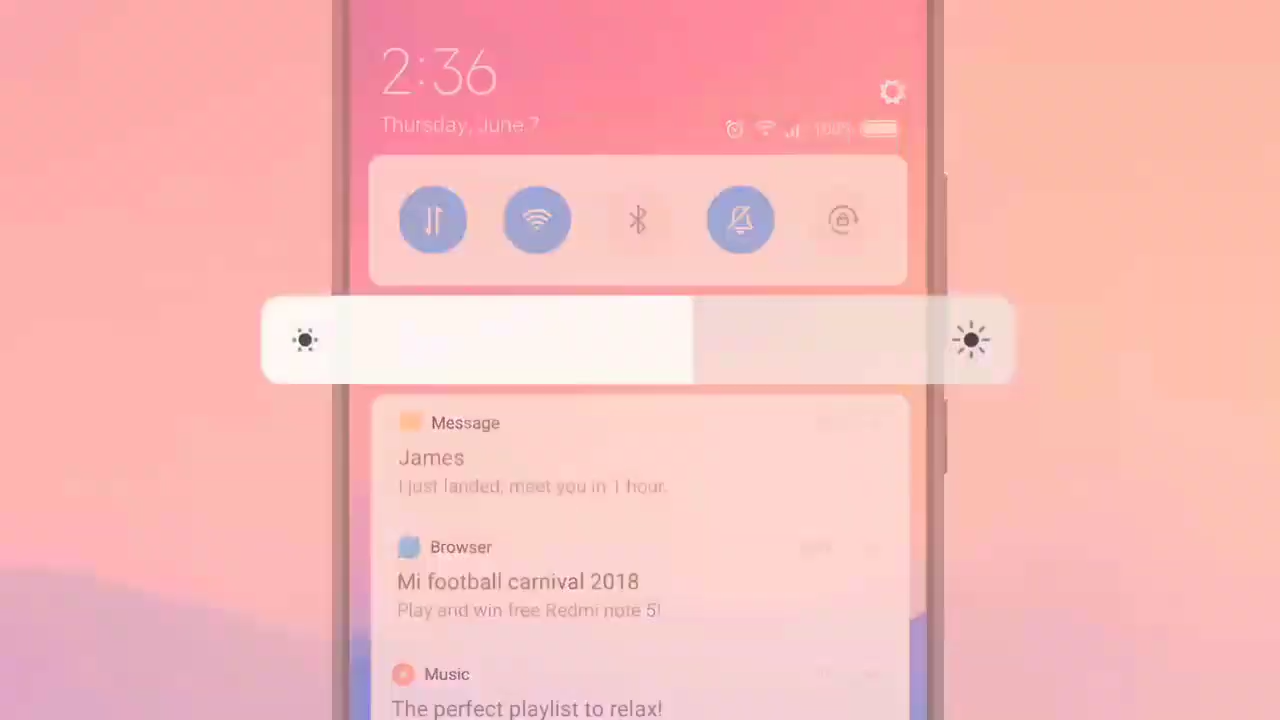 2:36
Thursday, June 7
100%
Message
James
I just landed, meet you in 1 hour.
Browser
Mi football carnival 2018
Play and win free Redmi note 5!
Music
The perfect playlist to relax!